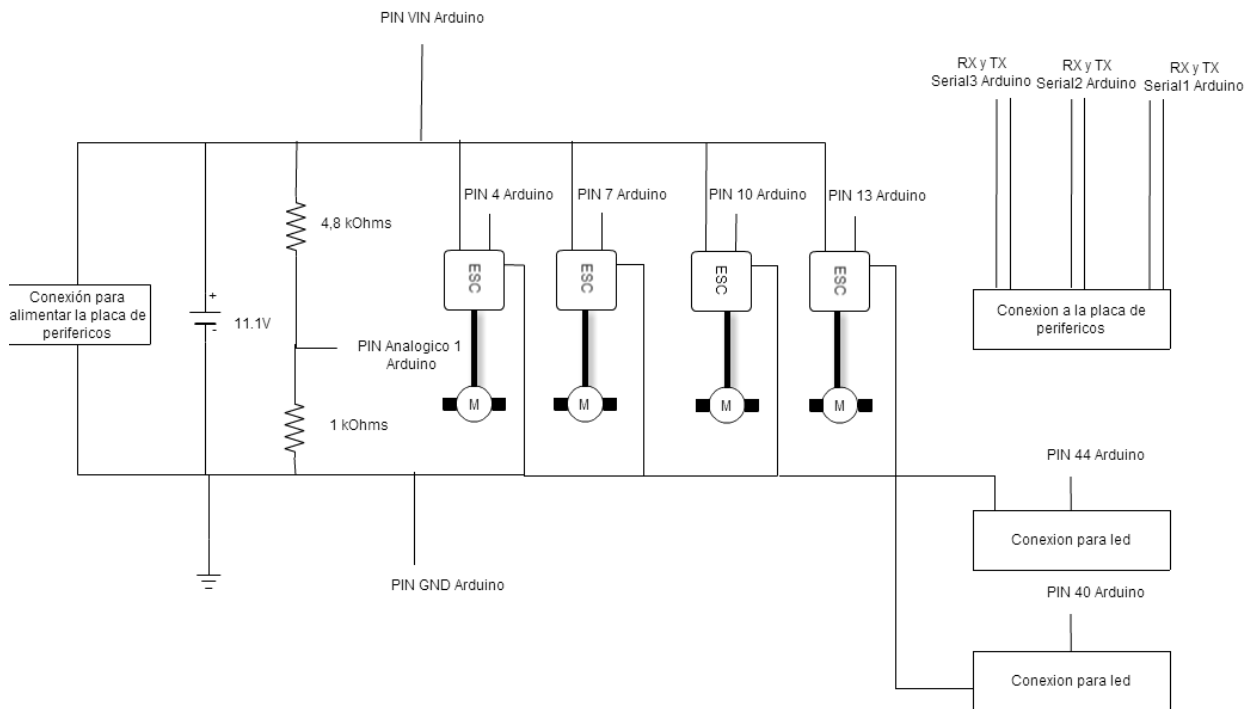 PIN VIN Arduino
RX y TX
Serial3 Arduino
RX y TX
Serial2 Arduino
RX y TX
Serial1 Arduino
PIN 4 Arduino
PIN 7 Arduino
PIN 10 Arduino
PIN 13 Arduino
4,8 kOhms
ESC
ESC
ESC
ESC
Conexión para
alimentar la placa de
perifericos
+
-
11.1V
PIN Analogico 1
Arduino
Conexion a la placa de
perifericos
M
M
M
M
1 kOhms
PIN 44 Arduino
Conexion para led
PIN GND Arduino
PIN 40 Arduino
Conexion para led